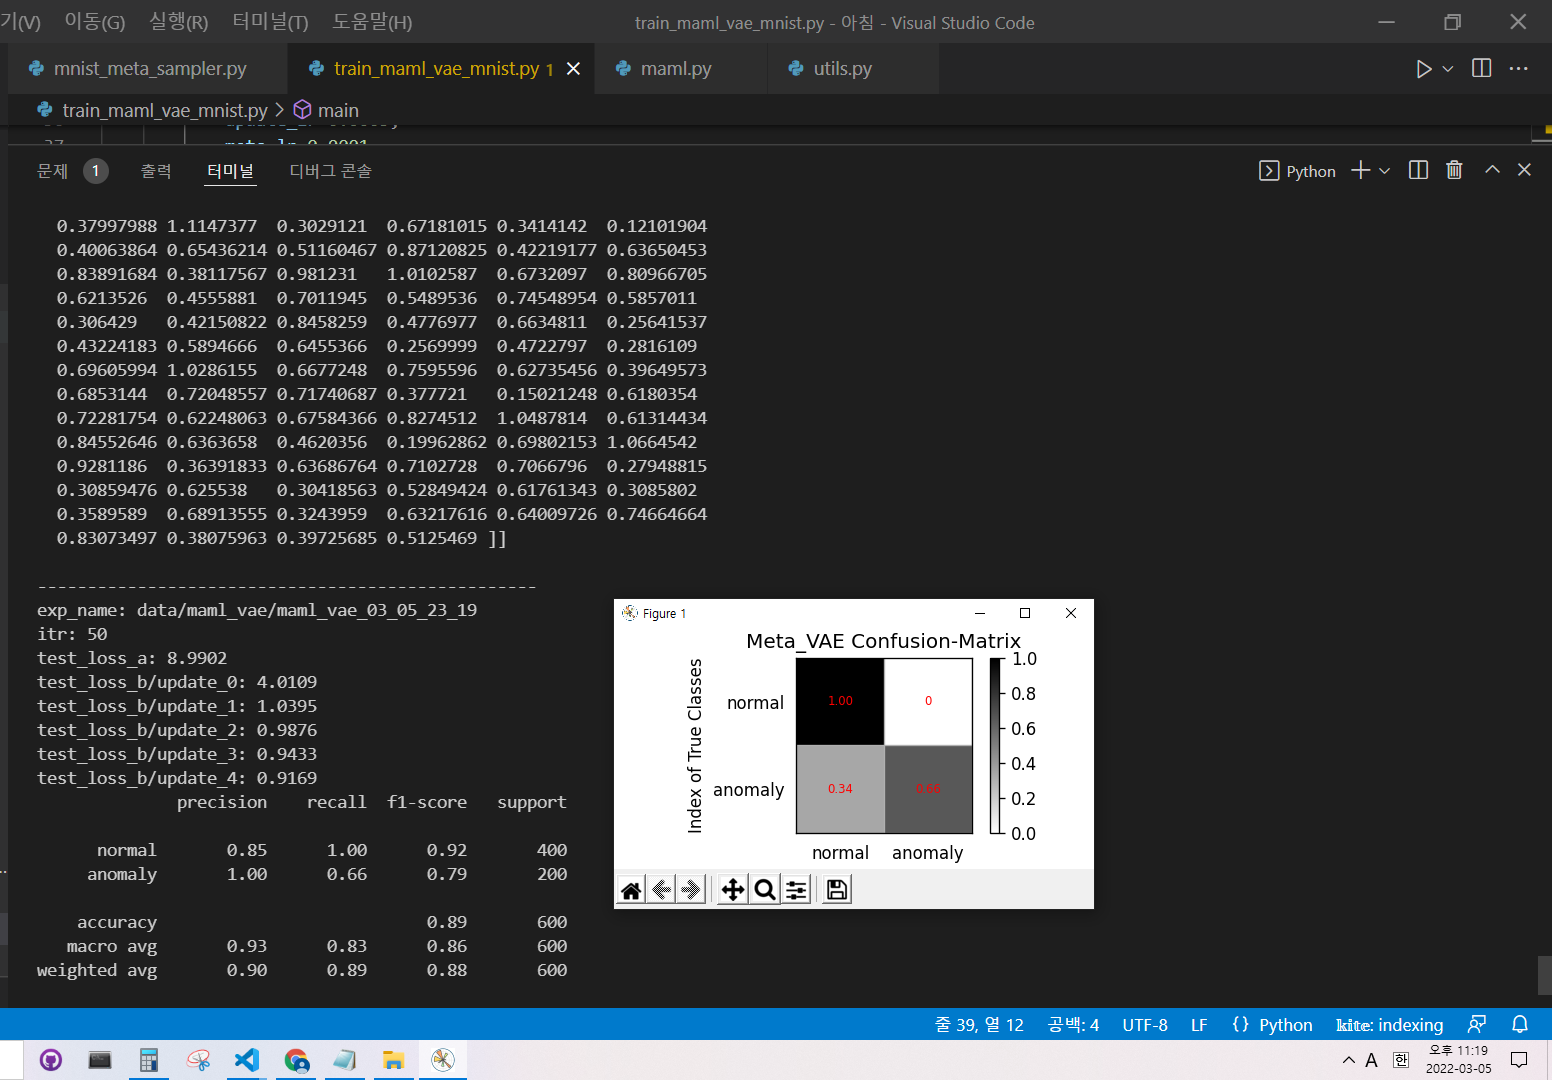 기(V) 이동(G) 실행(R) 터미널(T) 도움말(H) train_maml_vae_mnist.py - 아침 - Visual Studio Code
mnist_meta_sampler.py train_maml_vae_mnist.py 1 maml.py utils.py
train_maml_vae_mnist.py > main
문제 1 출력 터미널 디버그 콘솔 Python
0.37997988 1.1147377 0.3029121 0.67181015 0.3414142 0.12101904
0.40063864 0.65436214 0.51160467 0.87120825 0.42219177 0.63650453
0.83891684 0.38117567 0.981231 1.0102587 0.6732097 0.80966705
0.6213526 0.4555881 0.7011945 0.5489536 0.74548954 0.5857011
0.306429 0.42150822 0.8458259 0.4776977 0.6634811 0.25641537
0.43224183 0.5894666 0.6455366 0.2569999 0.4722797 0.2816109
0.69605994 1.0286155 0.6677248 0.7595596 0.62735456 0.39649573
0.6853144 0.72048557 0.71740687 0.377721 0.15021248 0.6180354
0.72281754 0.62248063 0.67584366 0.8274512 1.0487814 0.61314434
0.84552646 0.6363658 0.4620356 0.19962862 0.69802153 1.0664542
0.9281186 0.36391833 0.63686764 0.7102728 0.7066796 0.27948815
0.30859476 0.625538 0.30418563 0.52849424 0.61761343 0.3085802
0.3589589 0.68913555 0.3243959 0.63217616 0.64009726 0.74664664
0.83073497 0.38075963 0.39725685 0.5125469 ]]
--------------------------------------------------
exp_name: data/maml_vae/maml_vae_03_05_23_19
itr: 50
test_loss_a: 8.9902
test_loss_b/update_0: 4.0109
test_loss_b/update_1: 1.0395
test_loss_b/update_2: 0.9876
test_loss_b/update_3: 0.9433
test_loss_b/update_4: 0.9169
precision recall f1-score support
normal 0.85 1.00 0.92 400
anomaly 1.00 0.66 0.79 200
accuracy 0.89 600
macro avg 0.93 0.83 0.86 600
weighted avg 0.90 0.89 0.88 600
Figure 1
Meta_VAE Confusion-Matrix
Index of True Classes
normal 1.00 0
anomaly 0.34 0.66
normal anomaly
1.0
0.8
0.6
0.4
0.2
0.0
줄 39, 열 12 공백: 4 UTF-8 LF {} Python kite: indexing
A 한 오후 11:19
2022-03-05